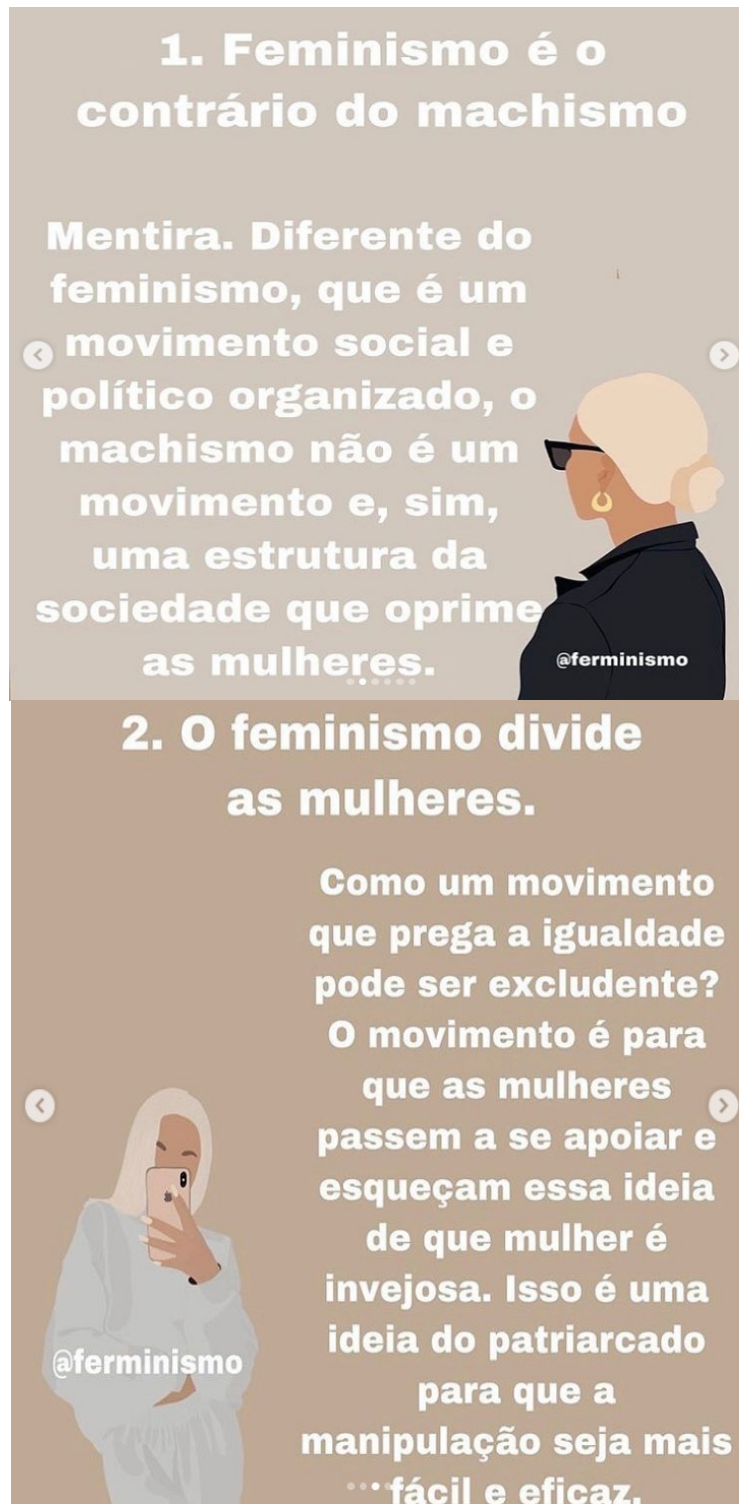 1. Feminismo é o
contrário do machismo
Mentira. Diferente do
feminismo, que é um
movimento social e
político organizado, o
machismo não é um
movimento e, sim,
uma estrutura da
sociedade que oprime
as mulheres.
@ferminismo
2. O feminismo divide
as mulheres.
Como um movimento
que prega a igualdade
pode ser excludente?
O movimento é para
que as mulheres
passem a se apoiar e
esqueçam essa ideia
de que mulher é
invejosa. Isso é uma
ideia do patriarcado
para que a
manipulação seja mais
fácil e eficaz.
@ferminismo